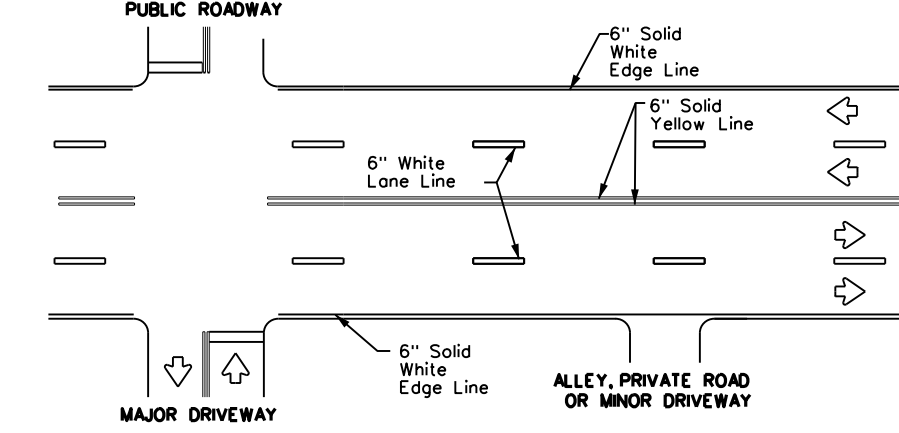 PUBLIC ROADWAY
6" Solid
White
Edge Line
6" Solid
Yellow Line
6" White
Lane Line
6" Solid
White
Edge Line
ALLEY, PRIVATE ROAD
OR MINOR DRIVEWAY
MAJOR DRIVEWAY